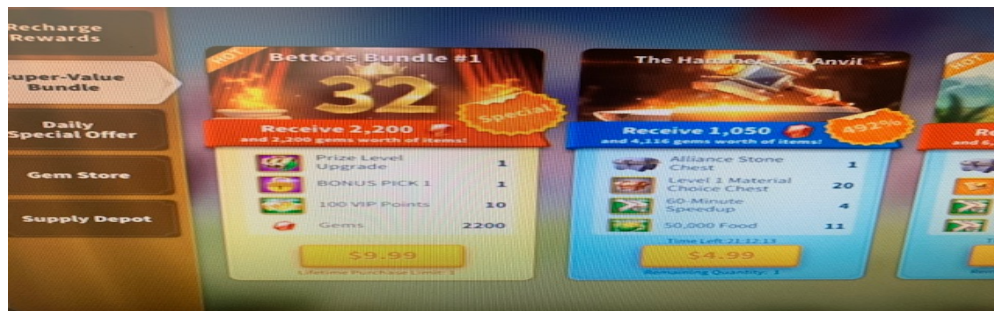 Recharge
Rewards
Super-Value
Bundle
Daily
Special Offer
Gem Store
Supply Depot
HOT
Bettors Bundle #1
32
Special
Receive 2,200
and 2,200 gems worth of items!
Prize Level
Upgrade 1
BONUS PICK 1 1
100 VIP Points 10
Gems 2200
$9.99
Lifetime Purchase Limit: 1
The Hammer and Anvil
492%
Receive 1,050
and 4,116 gems worth of items!
Alliance Stone
Chest 1
Level 1 Material
Choice Chest 20
60-Minute
Speedup 4
50,000 Food 11
Time Left: 21:12:13
$4.99
Remaining Quantity: 1
HOT